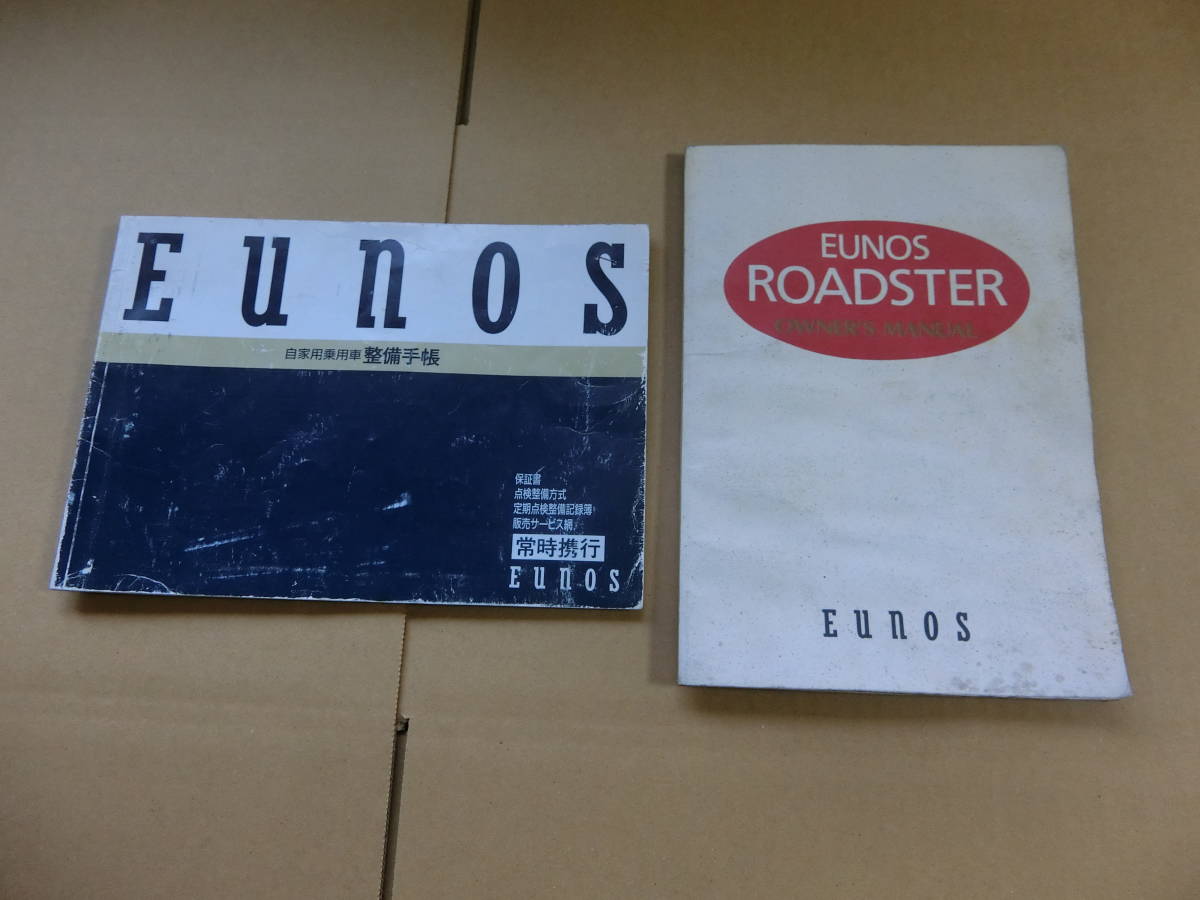 Eunos
自家用乗用車 整備手帳
保証書
点検整備方式
定期点検整備記録簿
販売サービス網
常時携行
Eunos
EUNOS
ROADSTER
OWNER'S MANUAL
Eunos